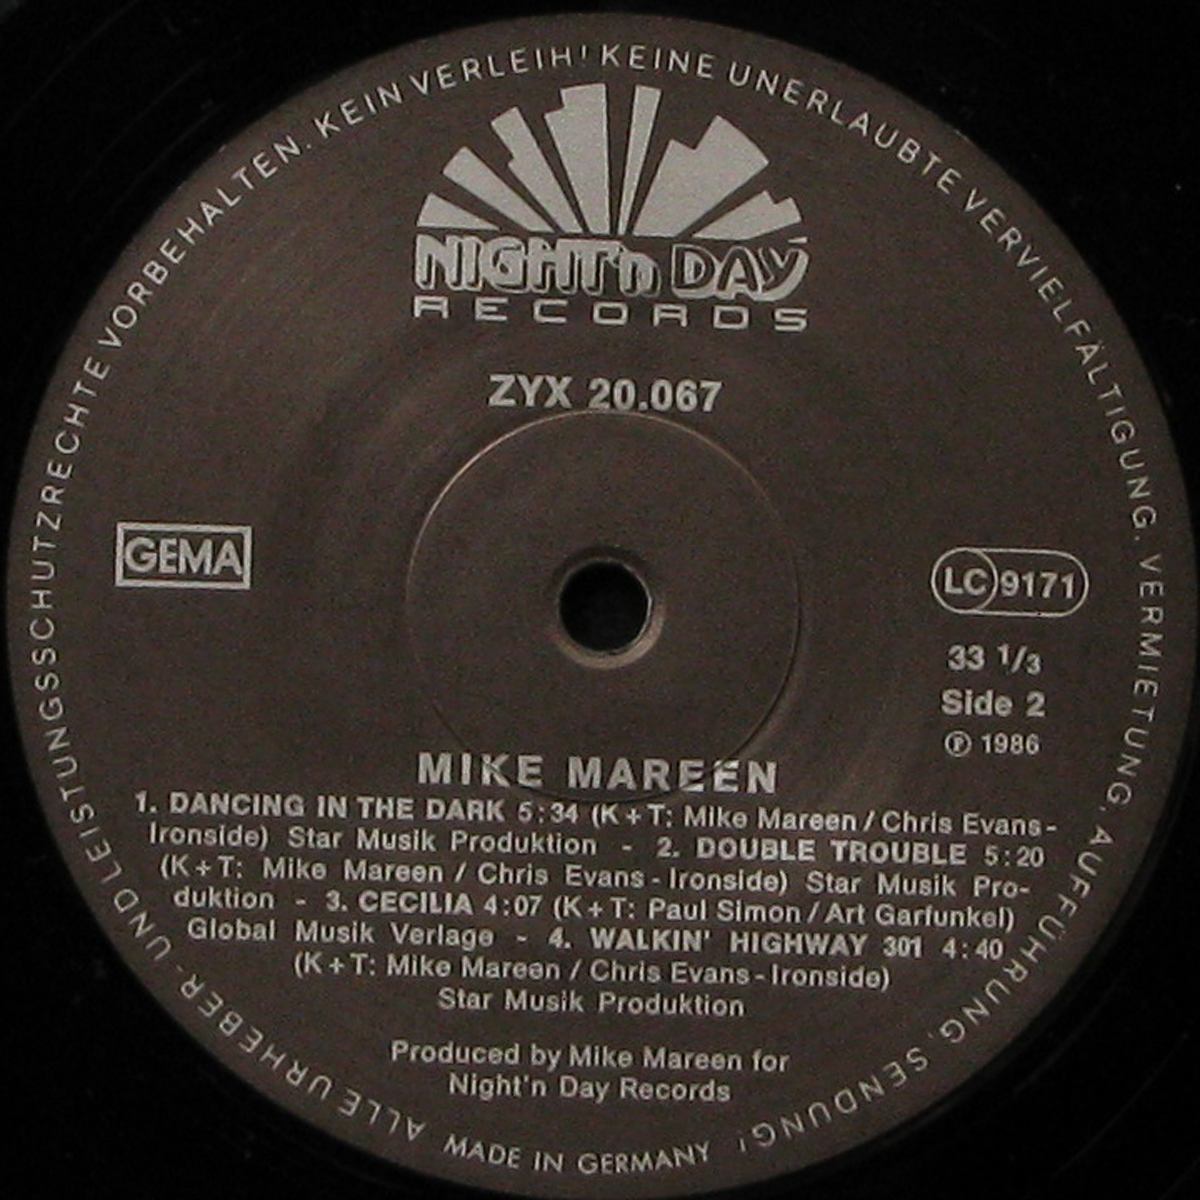 ALLE URHEBER- UND LEISTUNGSSCHUTZRECHTE VORBEHALTEN. KEIN VERLEIH! KEINE UNERLAUBTE VERVIELFÄLTIGUNG. VERMIETUNG, AUFFÜHRUNG, SENDUNG!
NIGHT'n DAY
RECORDS
ZYX 20.067
GEMA
LC 9171
33 1/3
Side 2
℗ 1986
MIKE MAREEN
1. DANCING IN THE DARK 5:34 (K+T: Mike Mareen / Chris Evans-
Ironside) Star Musik Produktion - 2. DOUBLE TROUBLE 5:20
(K+T: Mike Mareen / Chris Evans-Ironside) Star Musik Pro-
duktion - 3. CECILIA 4:07 (K+T: Paul Simon / Art Garfunkel)
Global Musik Verlage - 4. WALKIN' HIGHWAY 301 4:40
(K+T: Mike Mareen / Chris Evans-Ironside)
Star Musik Produktion
Produced by Mike Mareen for
Night'n Day Records
MADE IN GERMANY